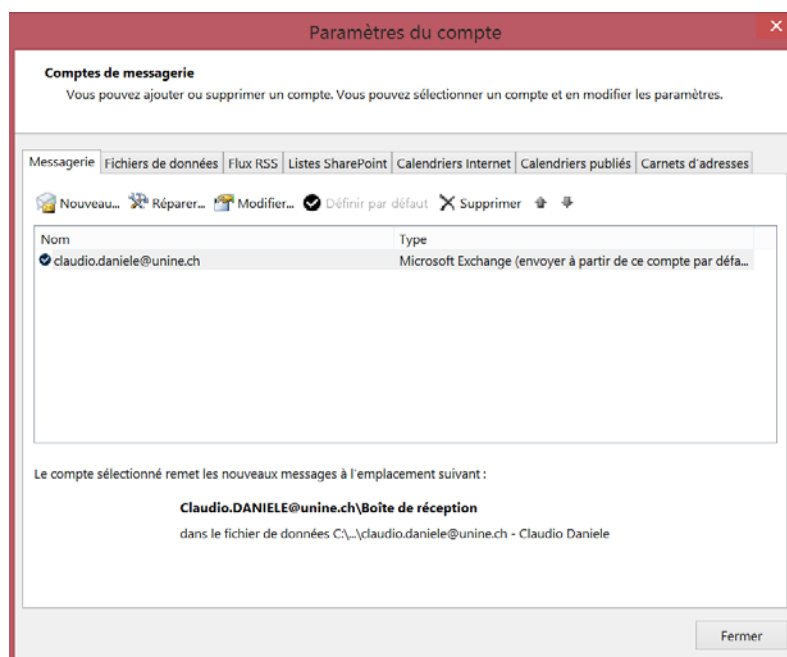 Paramètres du compte
Comptes de messagerie
Vous pouvez ajouter ou supprimer un compte. Vous pouvez sélectionner un compte et en modifier les paramètres.
Messagerie Fichiers de données Flux RSS Listes SharePoint Calendriers Internet Calendriers publiés Carnets d'adresses
Nouveau... Réparer... Modifier... Définir par défaut Supprimer
Nom Type
claudio.daniele@unine.ch Microsoft Exchange (envoyer à partir de ce compte par défa...
Le compte sélectionné remet les nouveaux messages à l'emplacement suivant :
Claudio.DANIELE@unine.ch\Boîte de réception
dans le fichier de données C:\...\claudio.daniele@unine.ch - Claudio Daniele
Fermer